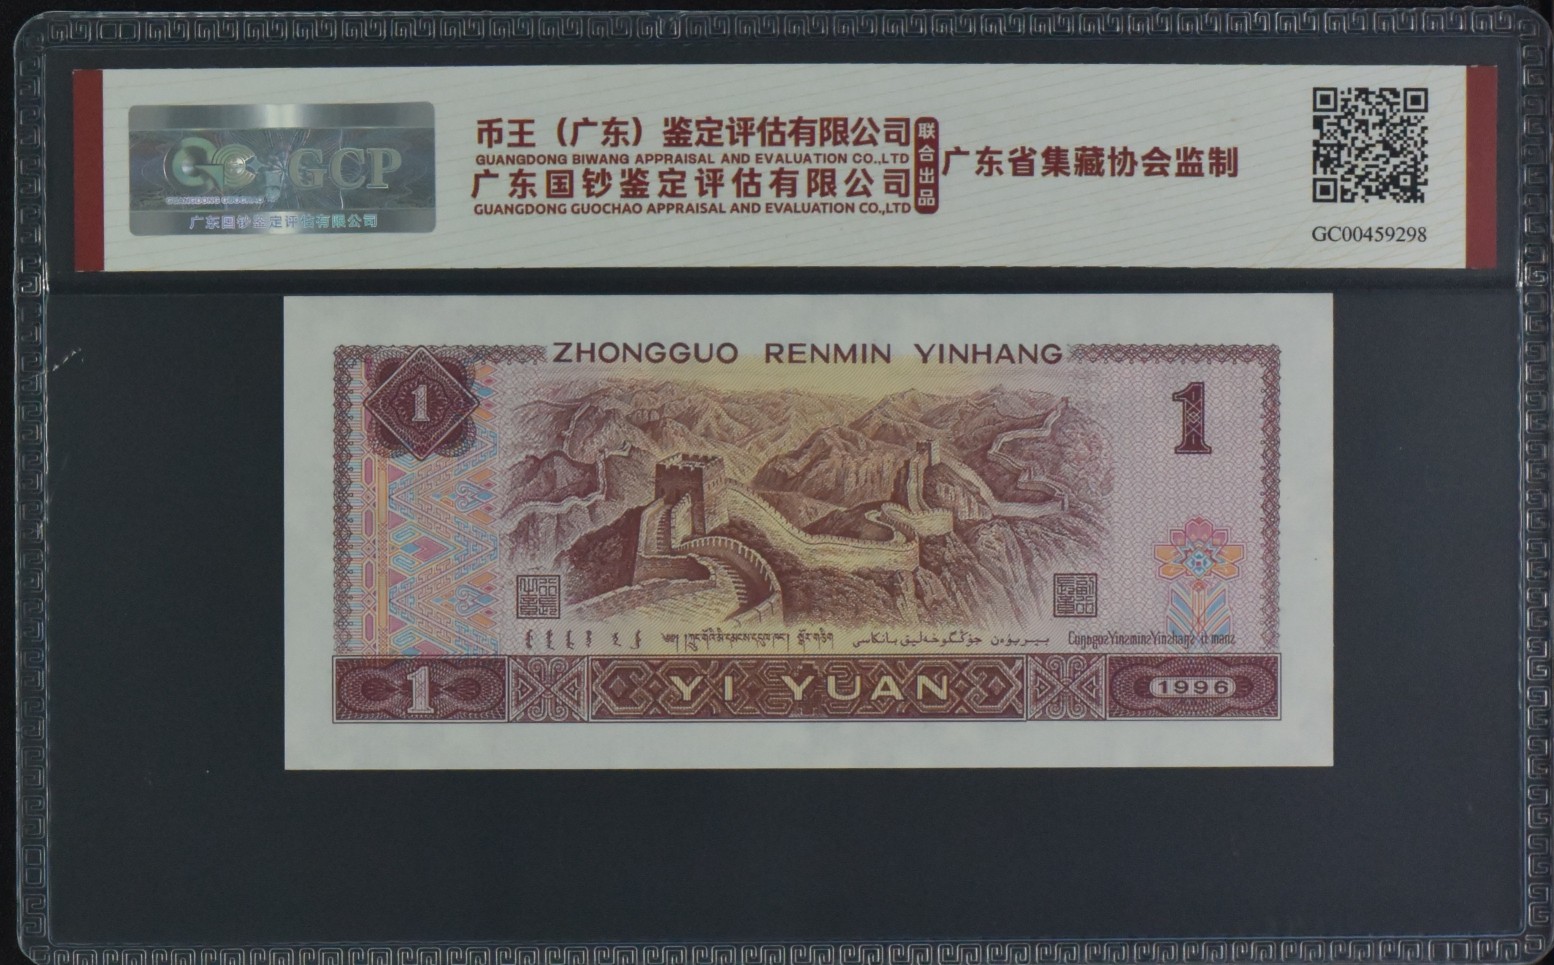 GCP
广东国钞鉴定评估有限公司
币王（广东）鉴定评估有限公司
GUANGDONG BIWANG APPRAISAL AND EVALUATION CO.,LTD
广东国钞鉴定评估有限公司
GUANGDONG GUOCHAO APPRAISAL AND EVALUATION CO.,LTD
联合出品
广东省集藏协会监制
GC00459298
ZHONGGUO RENMIN YINHANG
1
1
1
YI YUAN
1996